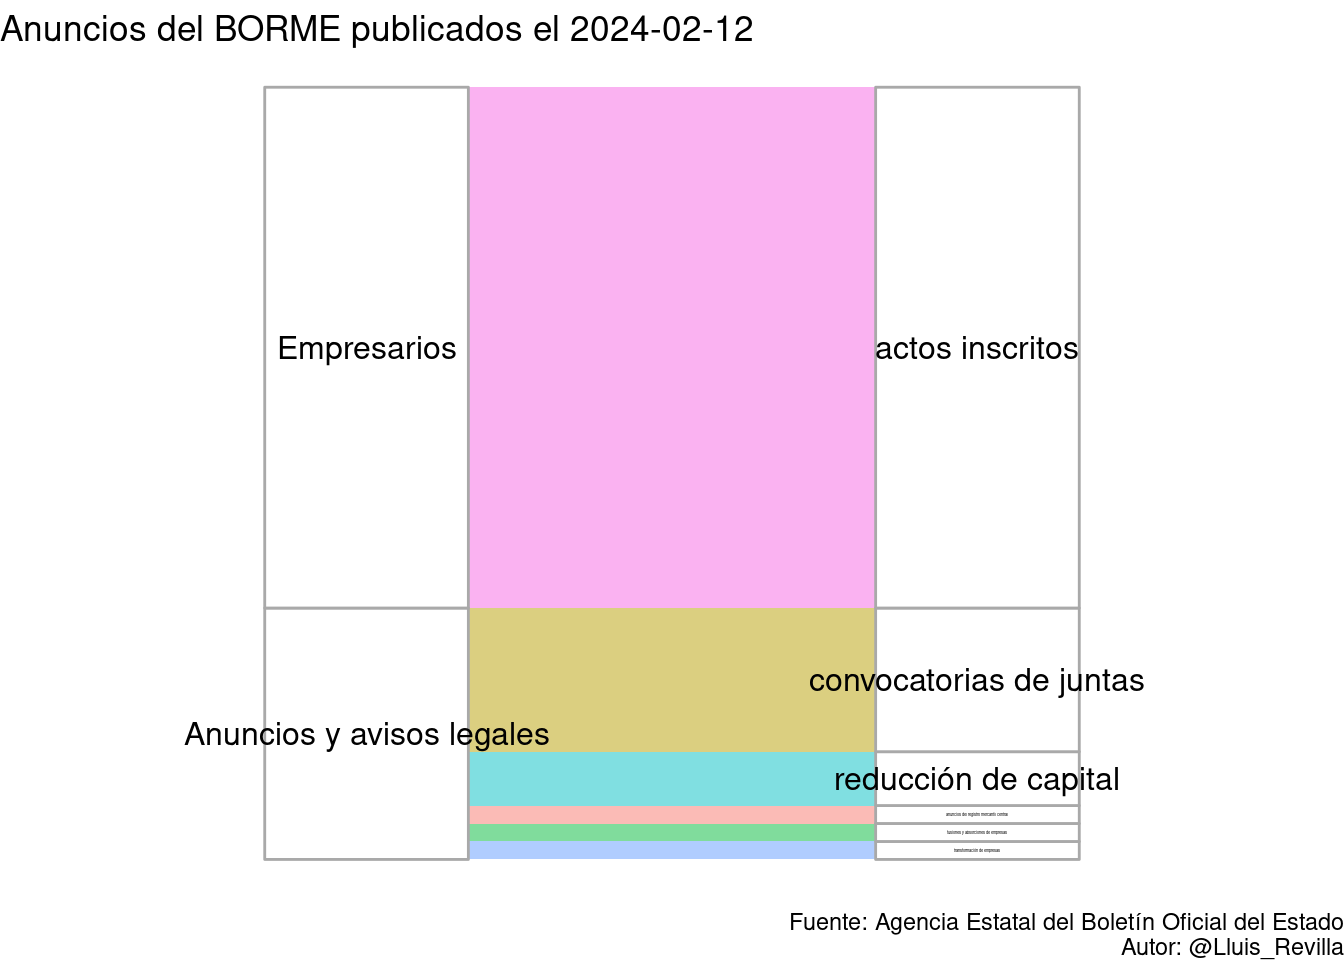 Anuncios del BORME publicados el 2024-02-12
Empresarios
actos inscritos
convocatorias de juntas
Anuncios y avisos legales
reducción de capital
anuncios del registro mercantil central
fusiones y absorciones de empresas
transformación de empresas
Fuente: Agencia Estatal del Boletín Oficial del Estado
Autor: @Lluis_Revilla